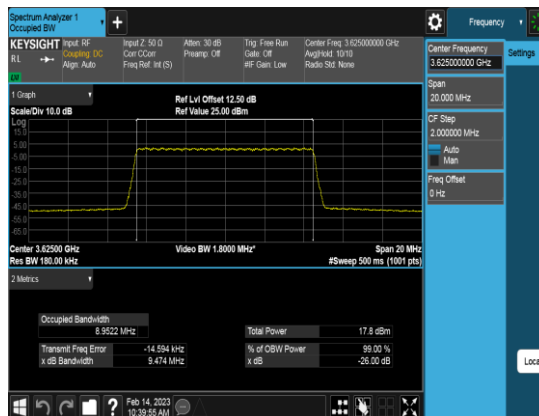 Spectrum Analyzer 1
Occupied BW
+
Frequency
KEYSIGHT
RL
Input: RF
Coupling: DC
Align: Auto
Input Z: 50 Ω
Corr CCorr
Freq Ref: Int (S)
Atten: 30 dB
Preamp: Off
Trig: Free Run
Gate: Off
#IF Gain: Low
Center Freq: 3.625000000 GHz
Avg|Hold: 10/10
Radio Std: None
Center Frequency
3.625000000 GHz
Settings
Span
20.000 MHz
CF Step
2.000000 MHz
Auto
Man
Freq Offset
0 Hz
Local
1 Graph
Scale/Div 10.0 dB
Ref Lvl Offset 12.50 dB
Ref Value 25.00 dBm
Log
15.0
5.00
-5.00
-15.0
-25.0
-35.0
-45.0
-55.0
-65.0
Center 3.62500 GHz
Res BW 180.00 kHz
Video BW 1.8000 MHz*
Span 20 MHz
#Sweep 500 ms (1001 pts)
2 Metrics
Occupied Bandwidth
8.9522 MHz
Total Power 17.8 dBm
Transmit Freq Error -14.594 kHz
% of OBW Power 99.00 %
x dB Bandwidth 9.474 MHz
x dB -26.00 dB
Feb 14, 2023
10:39:55 AM